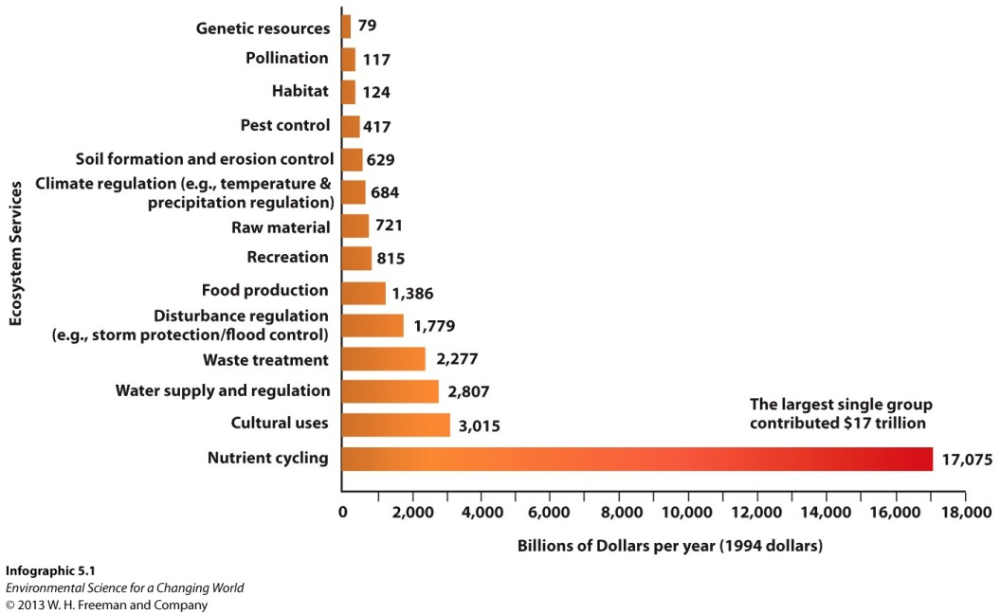 Ecosystem Services
Genetic resources 79
Pollination 117
Habitat 124
Pest control 417
Soil formation and erosion control 629
Climate regulation (e.g., temperature &
precipitation regulation) 684
Raw material 721
Recreation 815
Food production 1,386
Disturbance regulation
(e.g., storm protection/flood control) 1,779
Waste treatment 2,277
Water supply and regulation 2,807
Cultural uses 3,015
The largest single group
contributed $17 trillion
Nutrient cycling 17,075
0 2,000 4,000 6,000 8,000 10,000 12,000 14,000 16,000 18,000
Billions of Dollars per year (1994 dollars)
Infographic 5.1
Environmental Science for a Changing World
© 2013 W. H. Freeman and Company